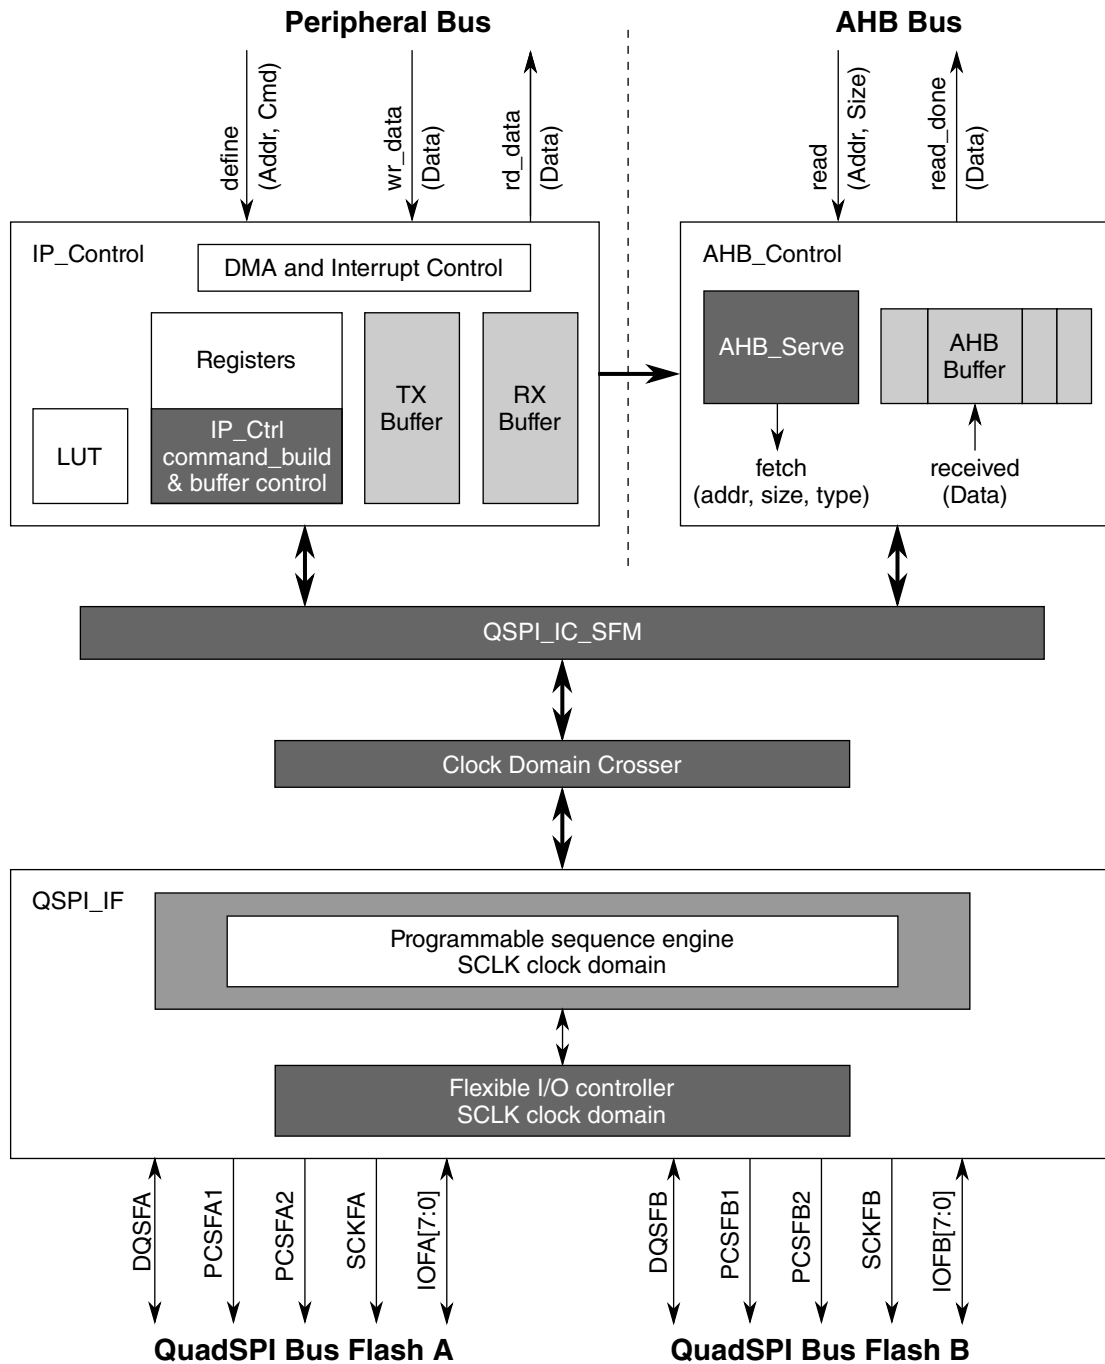 Peripheral Bus
AHB Bus
define
(Addr, Cmd)
wr_data
(Data)
rd_data
(Data)
read
(Addr, Size)
read_done
(Data)
IP_Control
DMA and Interrupt Control
Registers
LUT
IP_Ctrl
command_build
& buffer control
TX
Buffer
RX
Buffer
AHB_Control
AHB_Serve
AHB
Buffer
fetch
(addr, size, type)
received
(Data)
QSPI_IC_SFM
Clock Domain Crosser
QSPI_IF
Programmable sequence engine
SCLK clock domain
Flexible I/O controller
SCLK clock domain
DQSFA
PCSFA1
PCSFA2
SCKFA
IOFA[7:0]
DQSFB
PCSFB1
PCSFB2
SCKFB
IOFB[7:0]
QuadSPI Bus Flash A
QuadSPI Bus Flash B